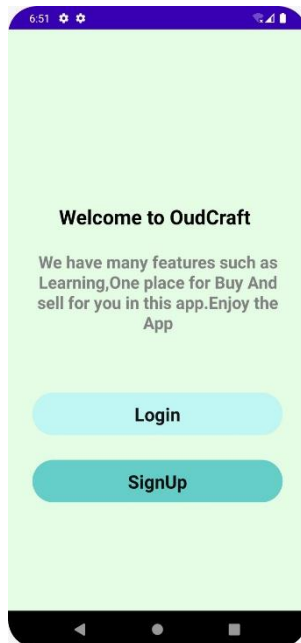 6:51
Welcome to OudCraft
We have many features such as
Learning,One place for Buy And
sell for you in this app.Enjoy the
App
Login
SignUp